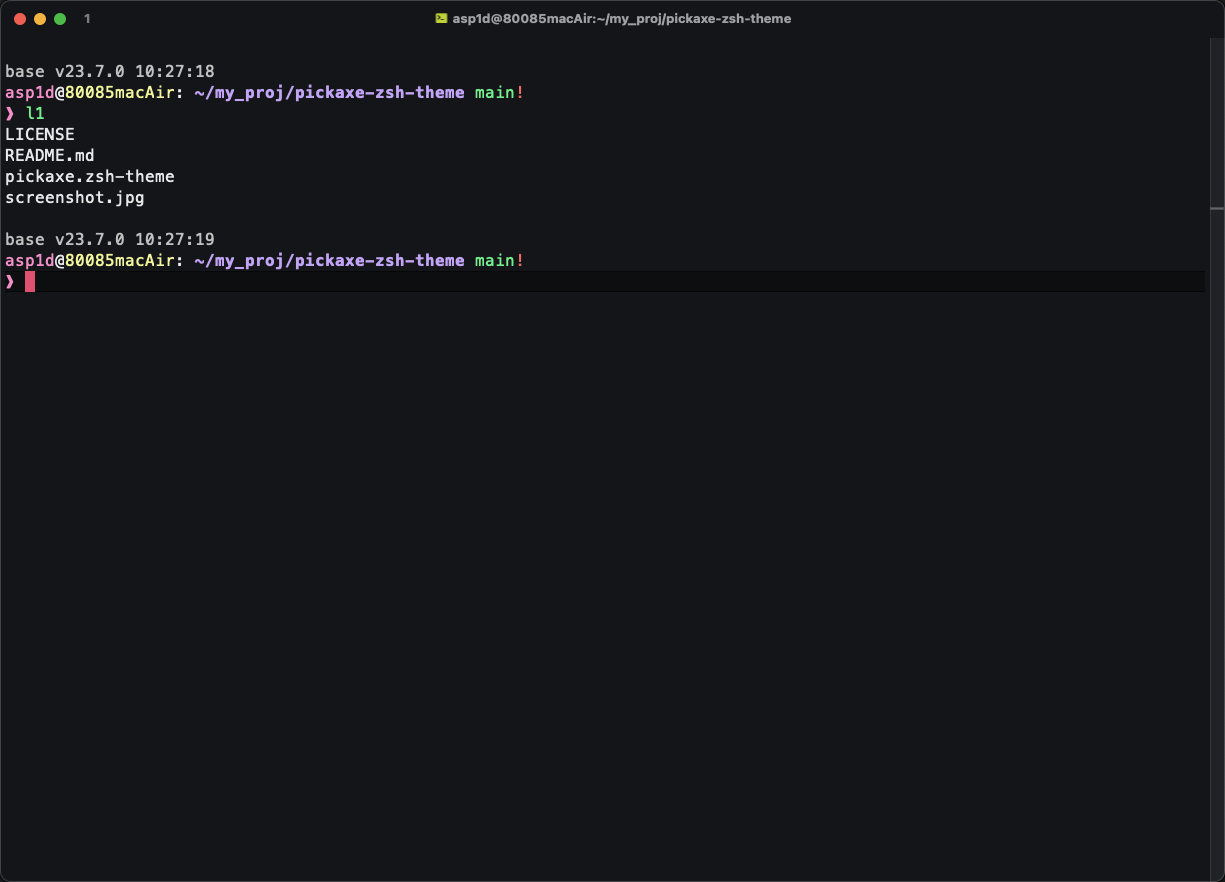 1
asp1d@80085macAir:~/my_proj/pickaxe-zsh-theme
base v23.7.0 10:27:18
asp1d@80085macAir: ~/my_proj/pickaxe-zsh-theme main!
❯ l1
LICENSE
README.md
pickaxe.zsh-theme
screenshot.jpg
base v23.7.0 10:27:19
asp1d@80085macAir: ~/my_proj/pickaxe-zsh-theme main!
❯